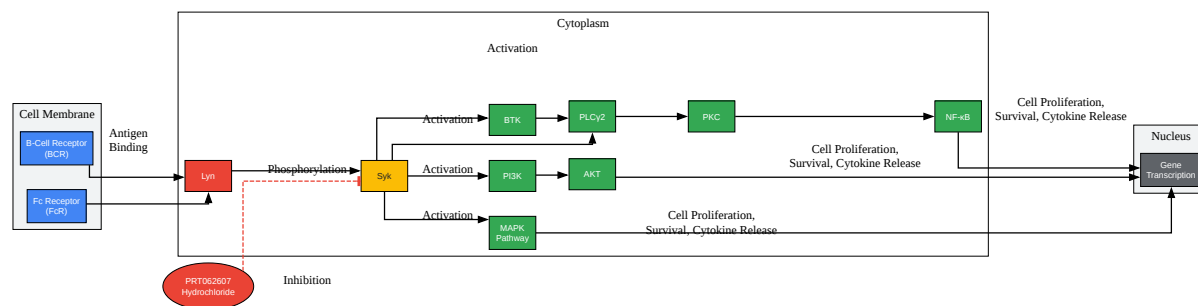 Cytoplasm
Activation
Cell Membrane
B-Cell Receptor
(BCR)
Fc Receptor
(FcR)
Antigen
Binding
Lyn
Phosphorylation
Syk
Activation
BTK
PLCγ2
PKC
NF-κB
Cell Proliferation,
Survival, Cytokine Release
Activation
PI3K
AKT
Cell Proliferation,
Survival, Cytokine Release
Activation
MAPK
Pathway
Cell Proliferation,
Survival, Cytokine Release
Nucleus
Gene
Transcription
PRT062607
Hydrochloride
Inhibition